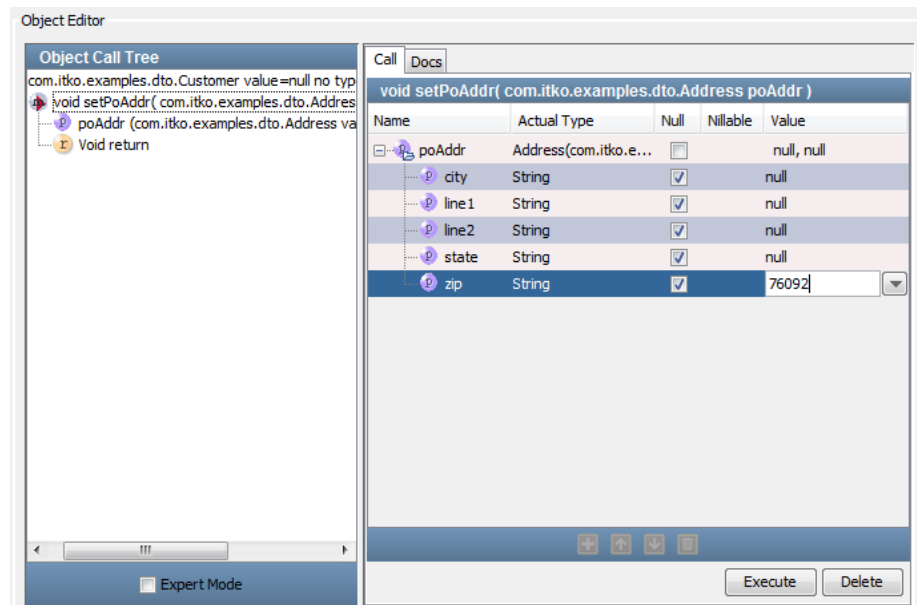 Object Editor
Object Call Tree
com.itko.examples.dto.Customer value=null no typ
void setPoAddr( com.itko.examples.dto.Addres
poAddr (com.itko.examples.dto.Address va
Void return
Expert Mode
Call Docs
void setPoAddr( com.itko.examples.dto.Address poAddr )
Name Actual Type Null Nillable Value
poAddr Address(com.itko.e... null, null
city String null
line1 String null
line2 String null
state String null
zip String 76092
Execute Delete